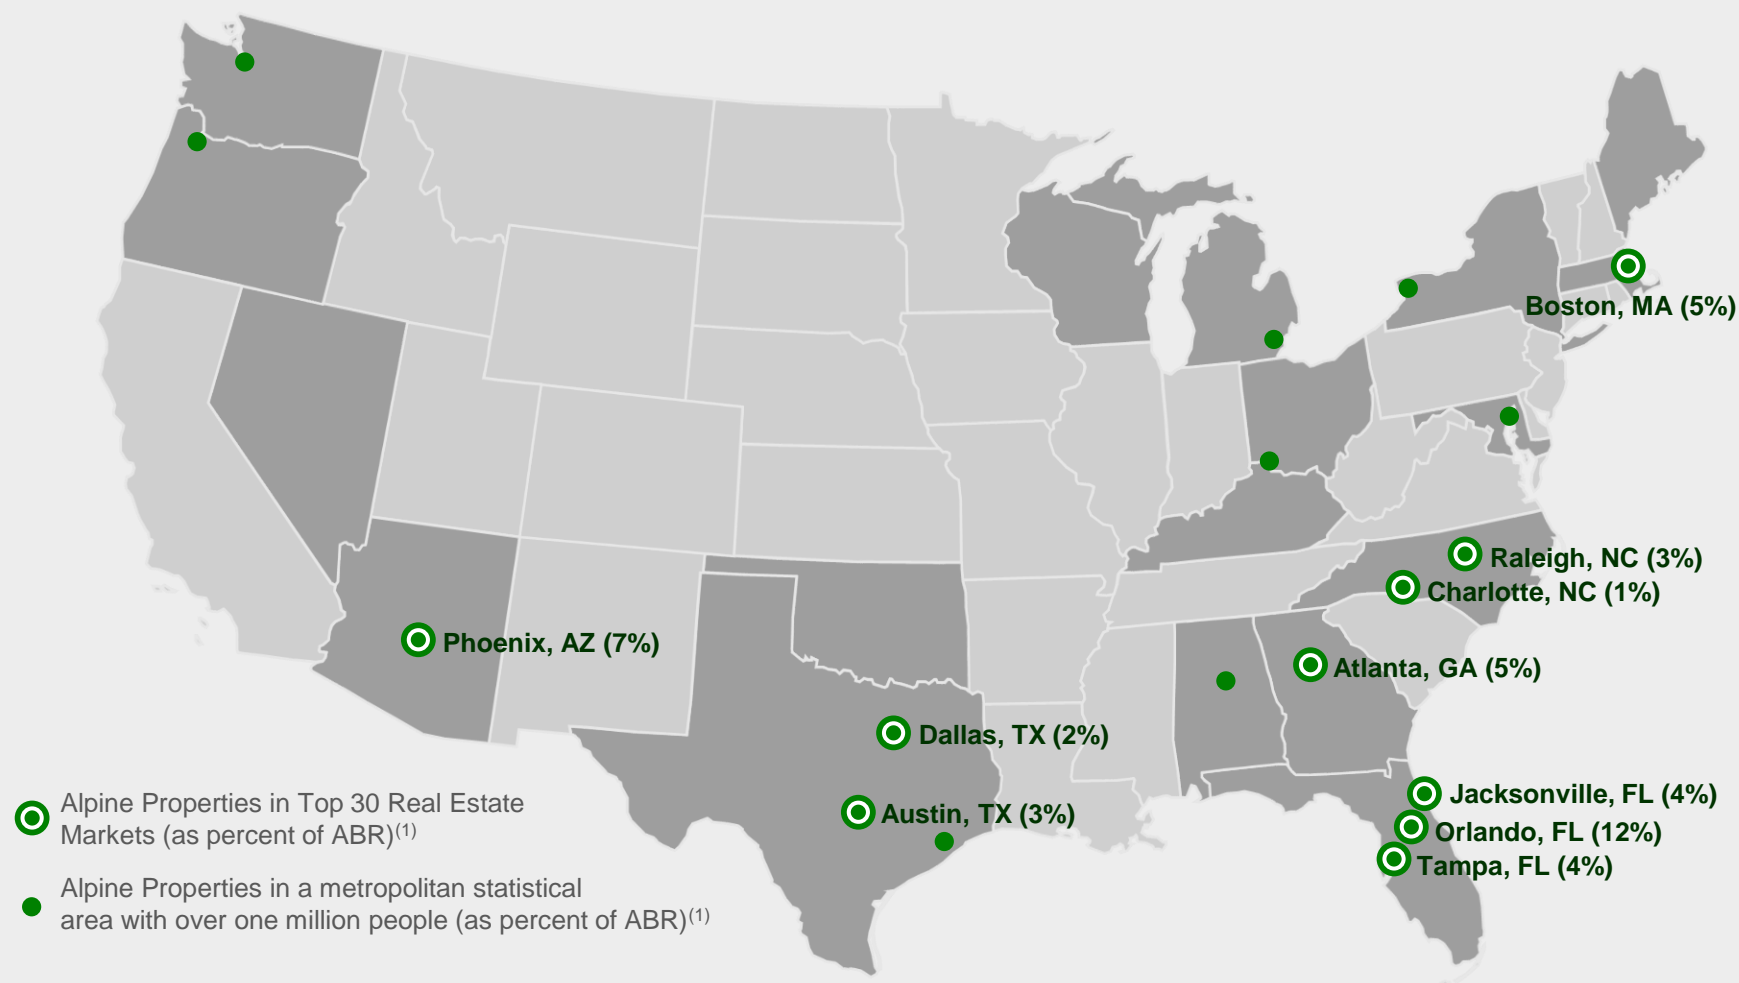 Boston, MA (5%)
Raleigh, NC (3%)
Charlotte, NC (1%)
Phoenix, AZ (7%)
Atlanta, GA (5%)
Dallas, TX (2%)
Jacksonville, FL (4%)
Austin, TX (3%)
Orlando, FL (12%)
Tampa, FL (4%)
Alpine Properties in Top 30 Real Estate
Markets (as percent of ABR)(1)
Alpine Properties in a metropolitan statistical
area with over one million people (as percent of ABR)(1)